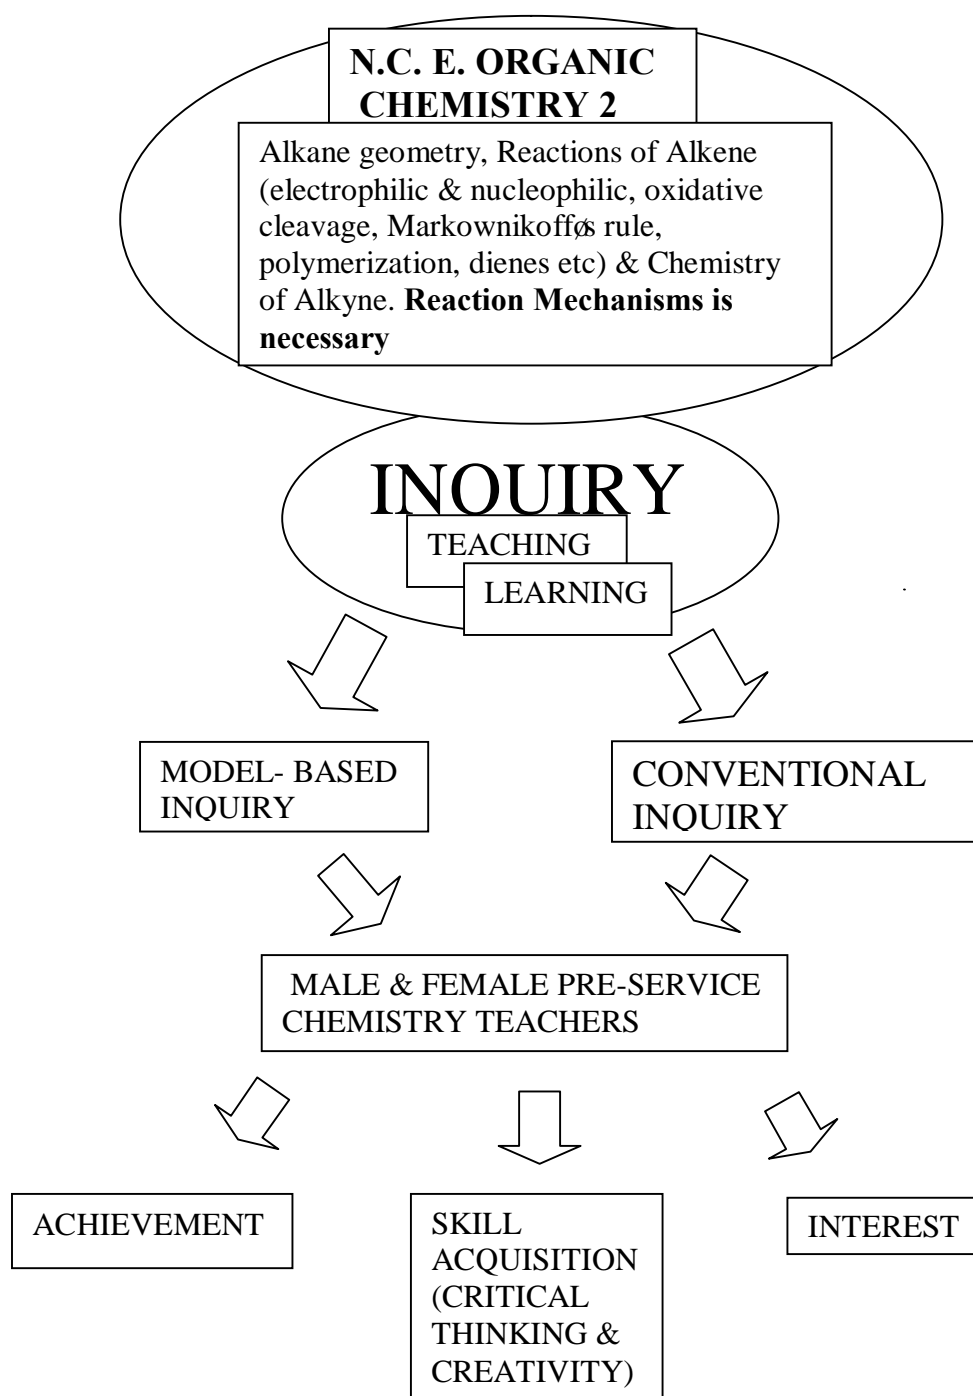 N.C. E. ORGANIC
CHEMISTRY 2
Alkane geometry, Reactions of Alkene
(electrophilic & nucleophilic, oxidative
cleavage, Markownikofføs rule,
polymerization, dienes etc) & Chemistry
of Alkyne. Reaction Mechanisms is
necessary
INQUIRY
TEACHING
LEARNING
MODEL- BASED
INQUIRY
CONVENTIONAL
INQUIRY
MALE & FEMALE PRE-SERVICE
CHEMISTRY TEACHERS
ACHIEVEMENT
SKILL
ACQUISITION
(CRITICAL
THINKING &
CREATIVITY)
INTEREST